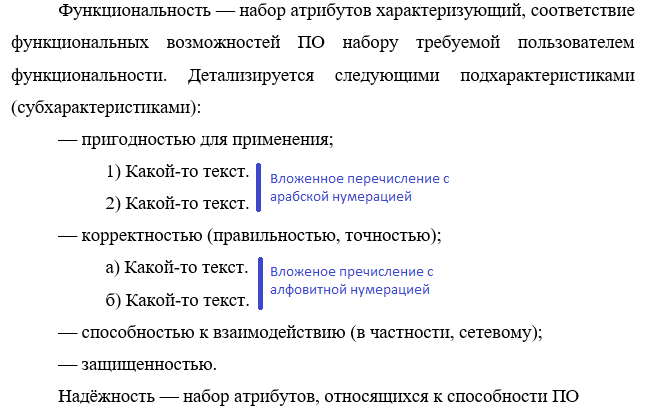 Функциональность — набор атрибутов характеризующий, соответствие
функциональных возможностей ПО набору требуемой пользователем
функциональности. Детализируется следующими подхарактеристиками
(субхарактеристиками):
— пригодностью для применения;
1) Какой-то текст.
2) Какой-то текст.
Вложенное перечисление с
арабской нумерацией
— корректностью (правильностью, точностью);
а) Какой-то текст.
б) Какой-то текст.
Вложеное пречисление с
алфовитной нумерацией
— способностью к взаимодействию (в частности, сетевому);
— защищенностью.
Надёжность — набор атрибутов, относящихся к способности ПО